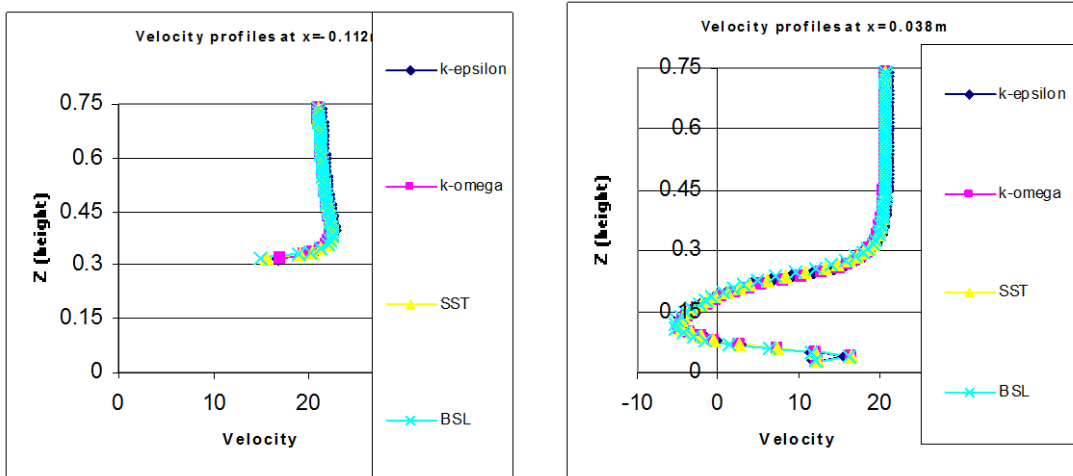 Velocity profiles at x=-0.112m
k-epsilon
k-omega
SST
BSL
0.75
0.6
0.45
0.3
0.15
0
0
10
20
Z (height)
Velocity
Velocity profiles at x=0.038m
k-epsilon
k-omega
SST
BSL
0.75
0.6
0.45
0.3
0.15
0
-10
0
10
20
Z (height)
Velocity